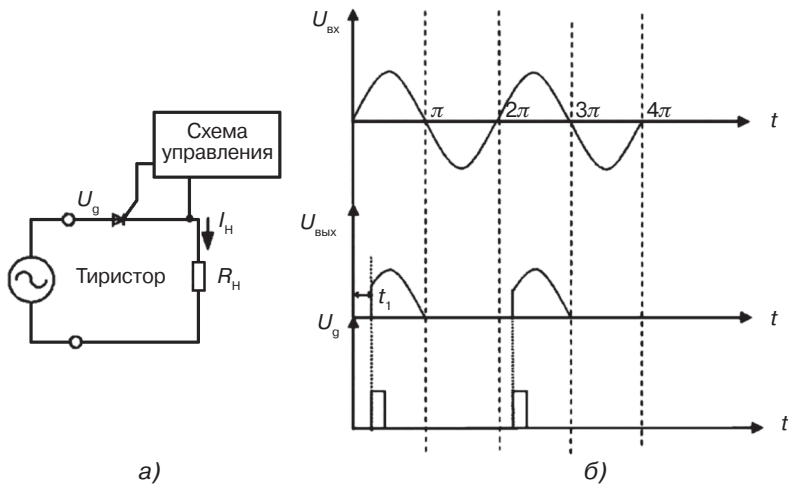 Схема
управления
U_g
I_н
Тиристор
R_н
а)
U_вх
π 2π 3π 4π
t
U_вых
t_1
t
U_g
t
б)